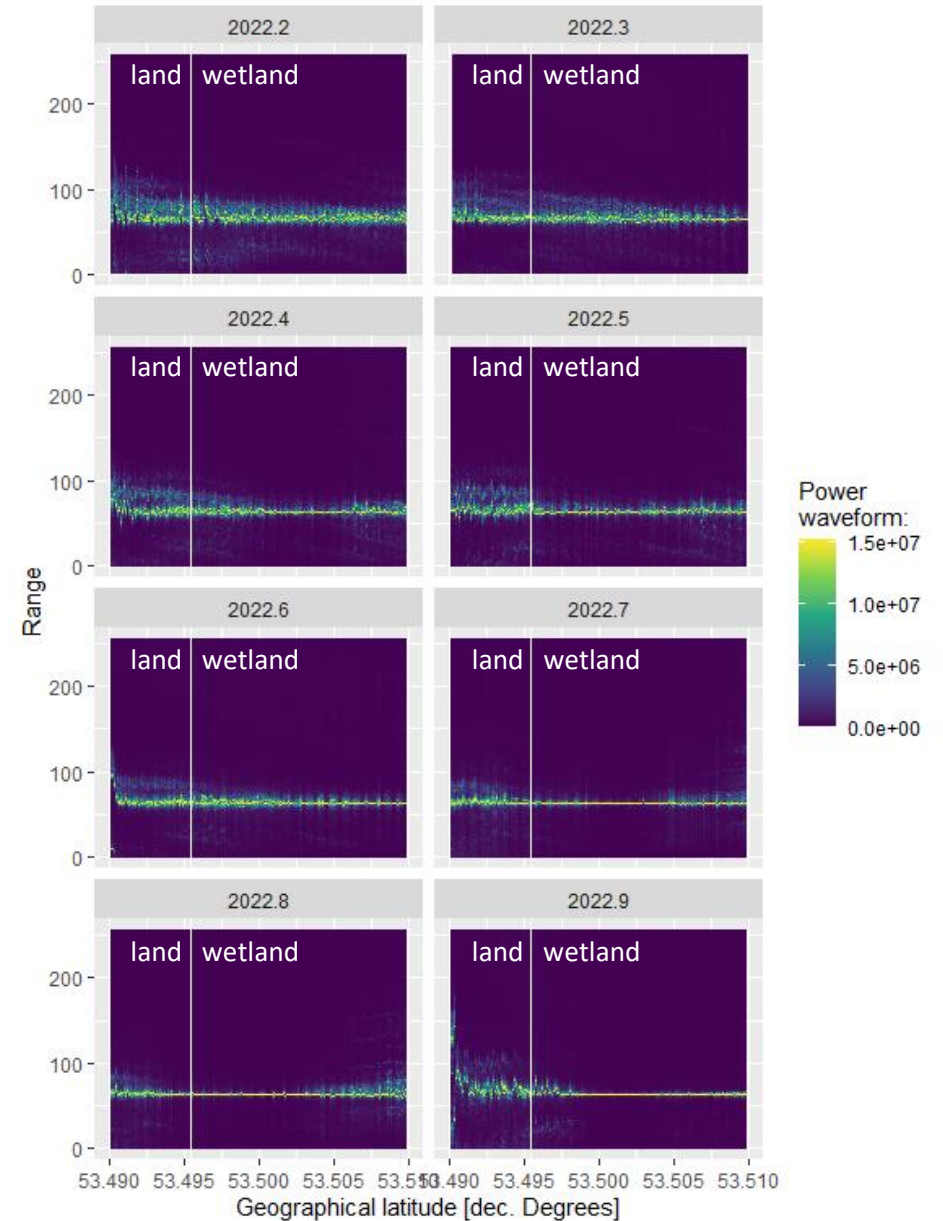 2022.2
2022.3
land wetland
land wetland
200
100
0
2022.4
2022.5
land wetland
land wetland
200
100
0
Power
waveform:
1.5e+07
1.0e+07
5.0e+06
0.0e+00
Range
2022.6
2022.7
land wetland
land wetland
200
100
0
2022.8
2022.9
land wetland
land wetland
200
100
0
53.490 53.495 53.500 53.505 53.510
53.490 53.495 53.500 53.505 53.510
Geographical latitude [dec. Degrees]